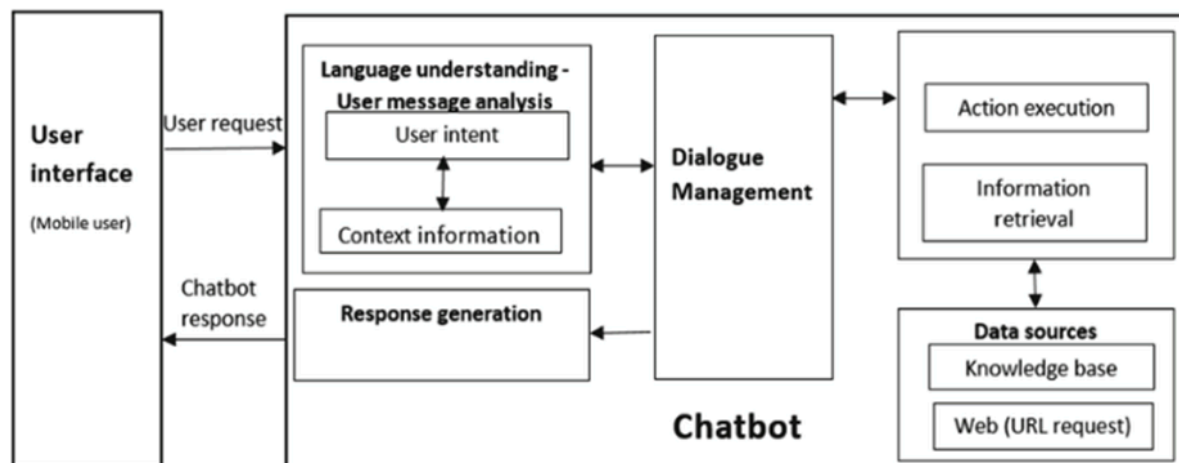 User
interface
(Mobile user)
User request
Chatbot
response
Language understanding -
User message analysis
User intent
Context information
Response generation
Dialogue
Management
Action execution
Information
retrieval
Data sources
Knowledge base
Web (URL request)
Chatbot